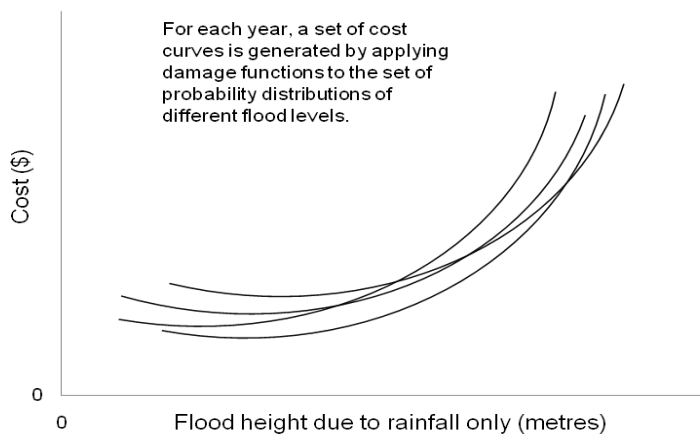 For each year, a set of cost
curves is generated by applying
damage functions to the set of
probability distributions of
different flood levels.
Cost ($)
0
0
Flood height due to rainfall only (metres)